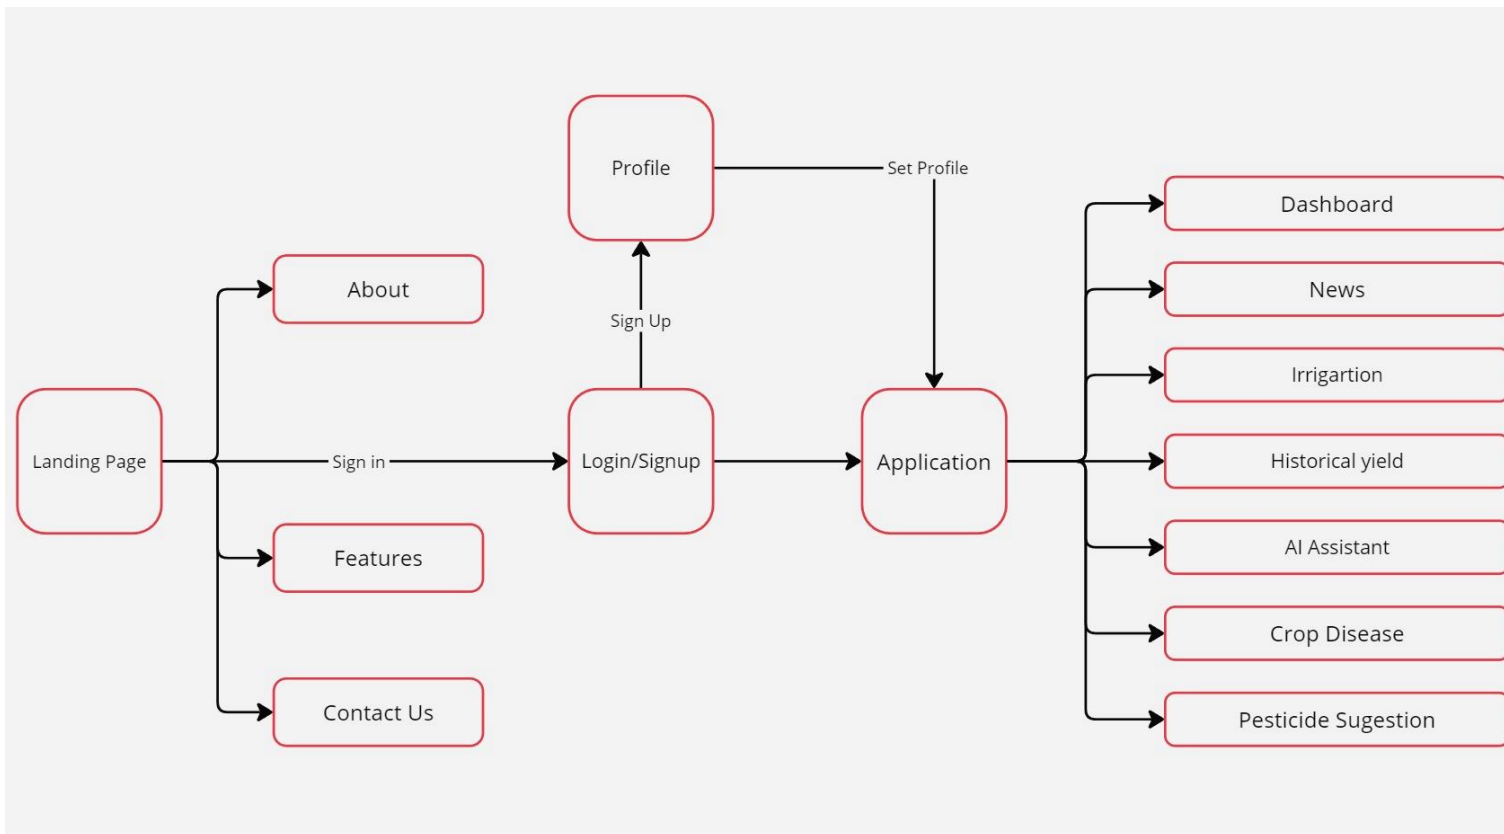 Profile
Set Profile
Dashboard
About
News
Sign Up
Irrigartion
Landing Page
Sign in
Login/Signup
Application
Historical yield
Features
AI Assistant
Crop Disease
Contact Us
Pesticide Sugestion